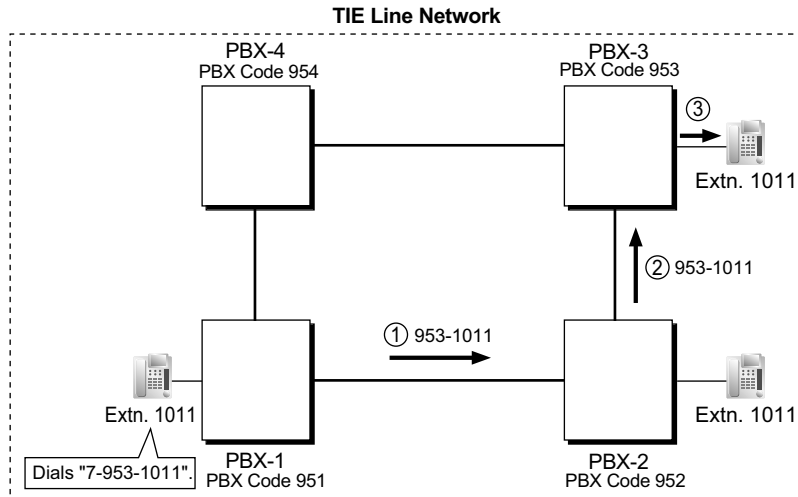 TIE Line Network
PBX-4
PBX Code 954
PBX-3
PBX Code 953
③
Extn. 1011
② 953-1011
① 953-1011
Extn. 1011
Extn. 1011
Dials "7-953-1011".
PBX-1
PBX Code 951
PBX-2
PBX Code 952